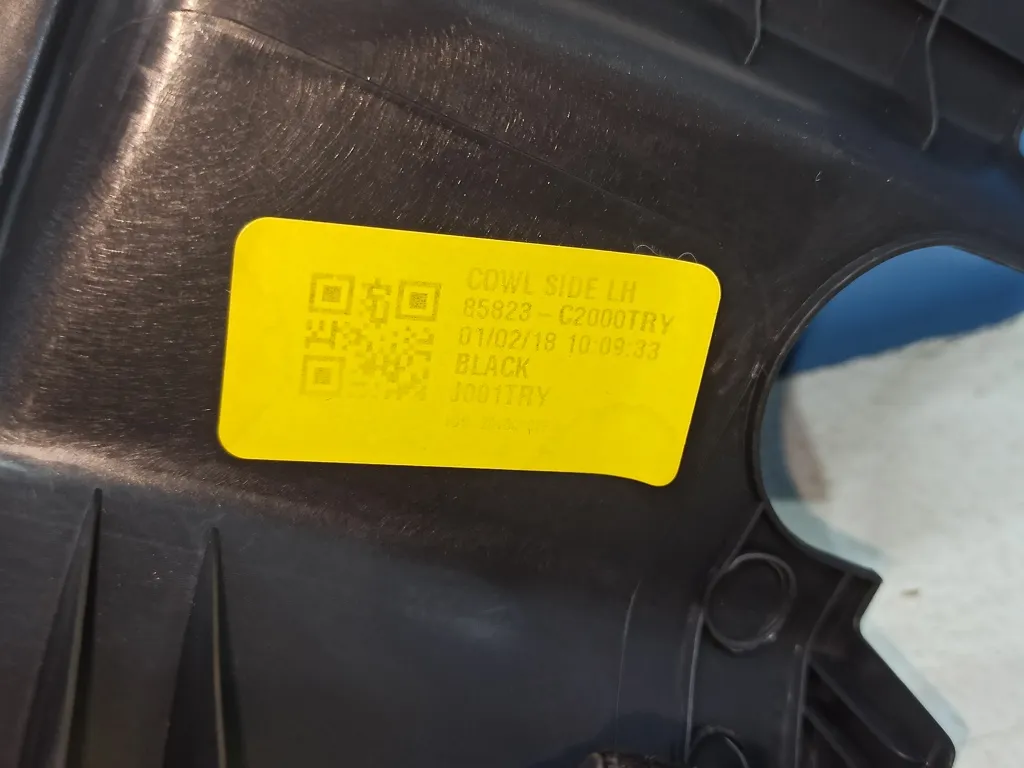 COWL SIDE LH
85823-C2000TRY
01/02/18 10:09:33
BLACK
J001TRY